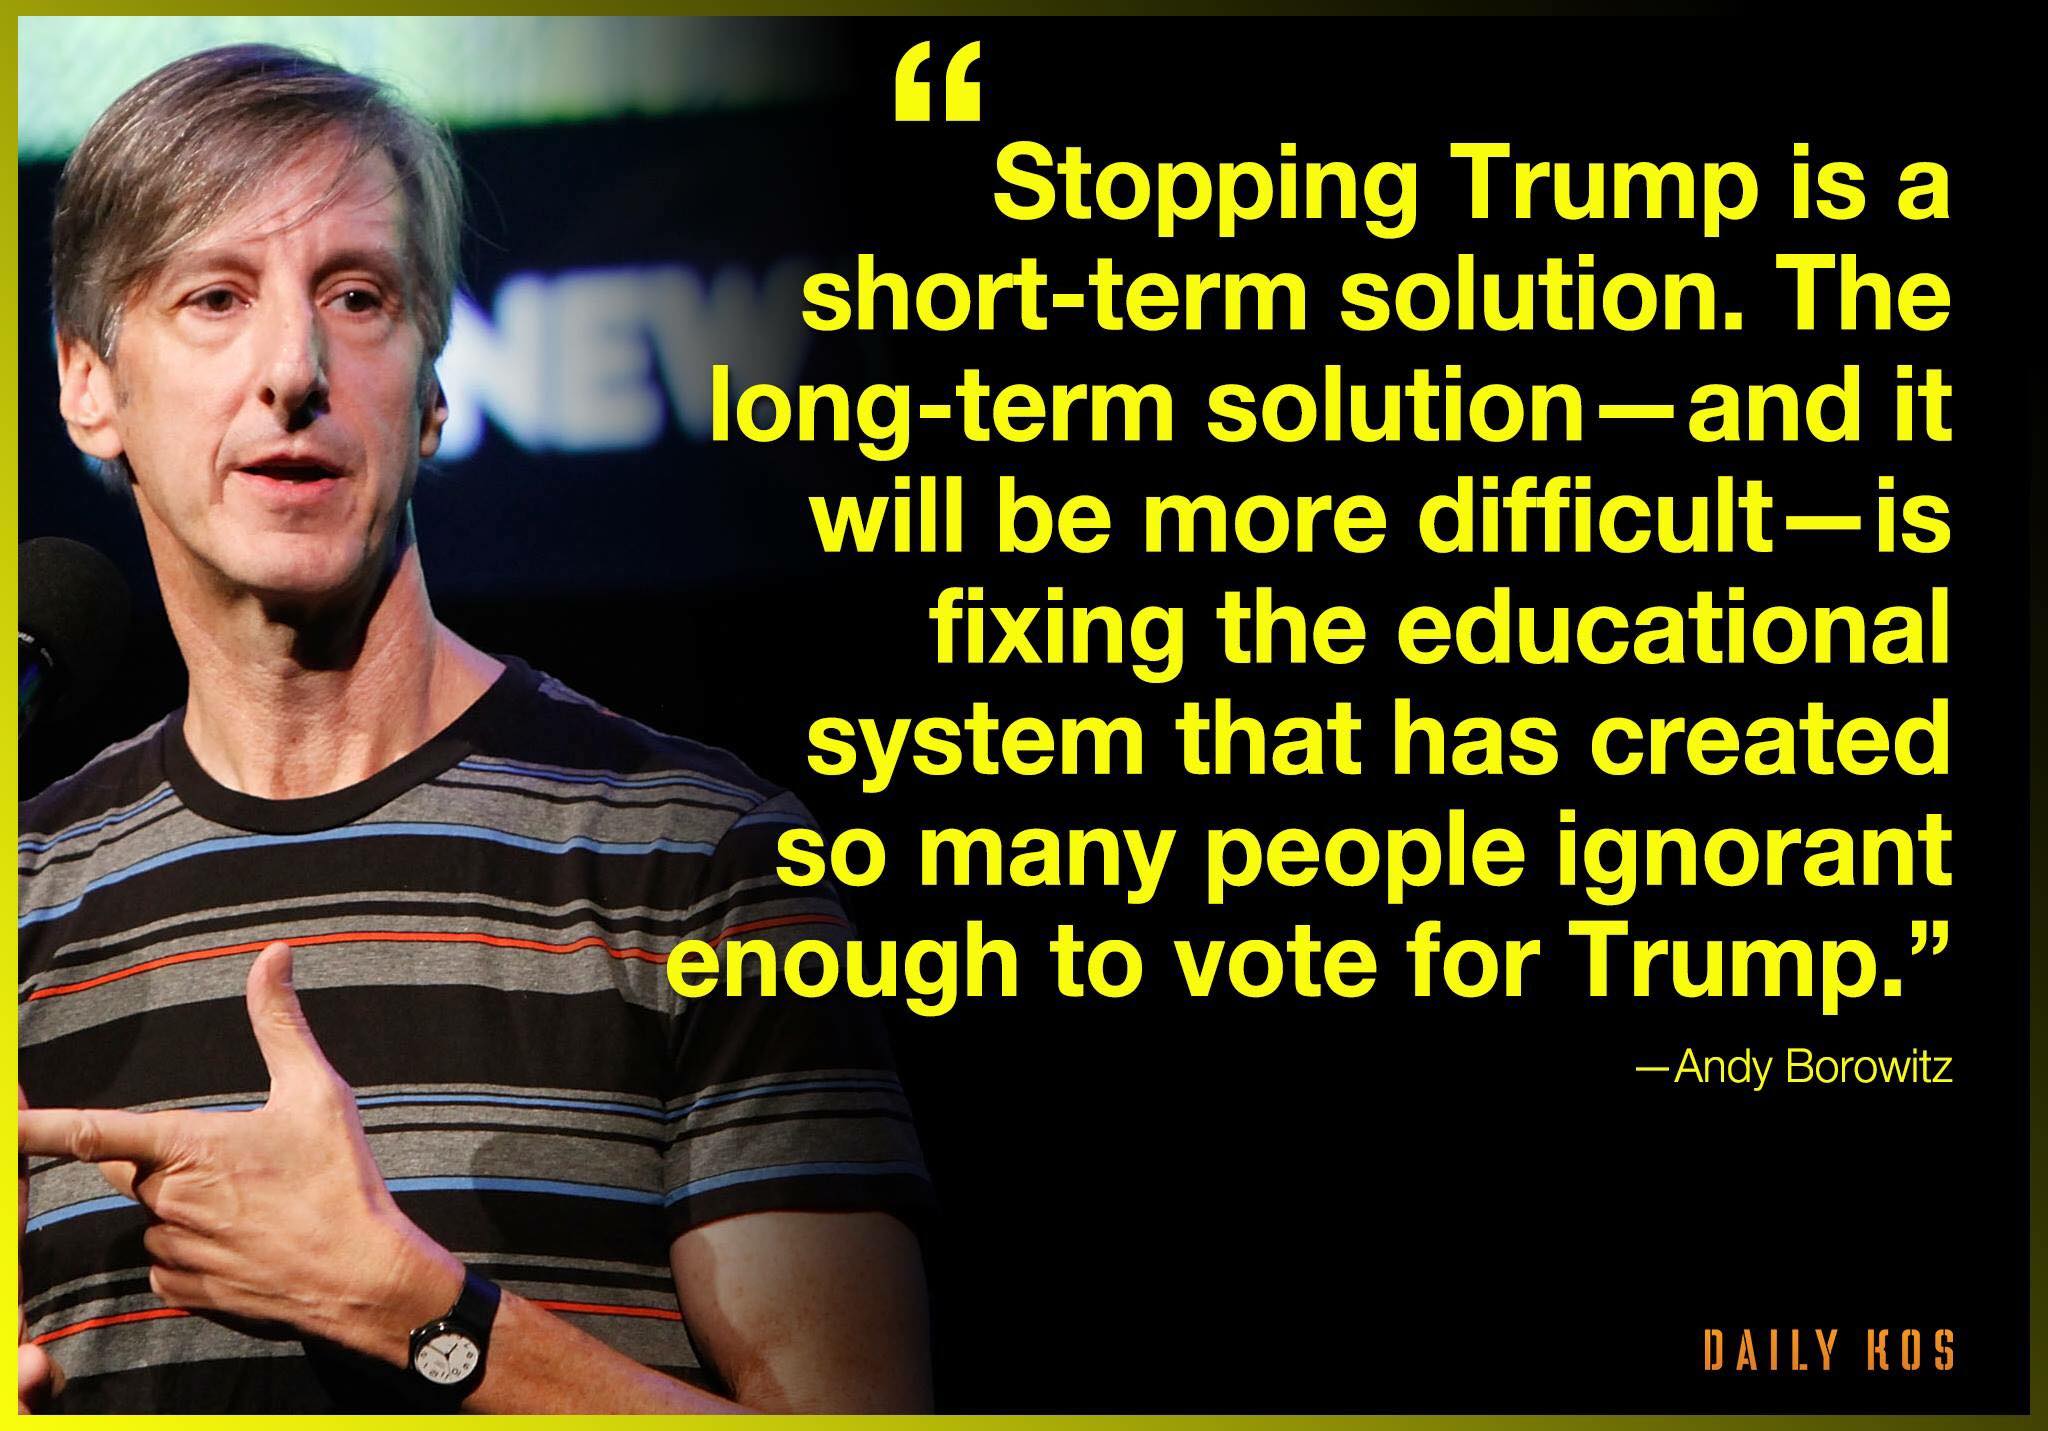 NEW
“
Stopping Trump is a
short-term solution. The
long-term solution—and it
will be more difficult—is
fixing the educational
system that has created
so many people ignorant
enough to vote for Trump.”
—Andy Borowitz
DAILY KOS